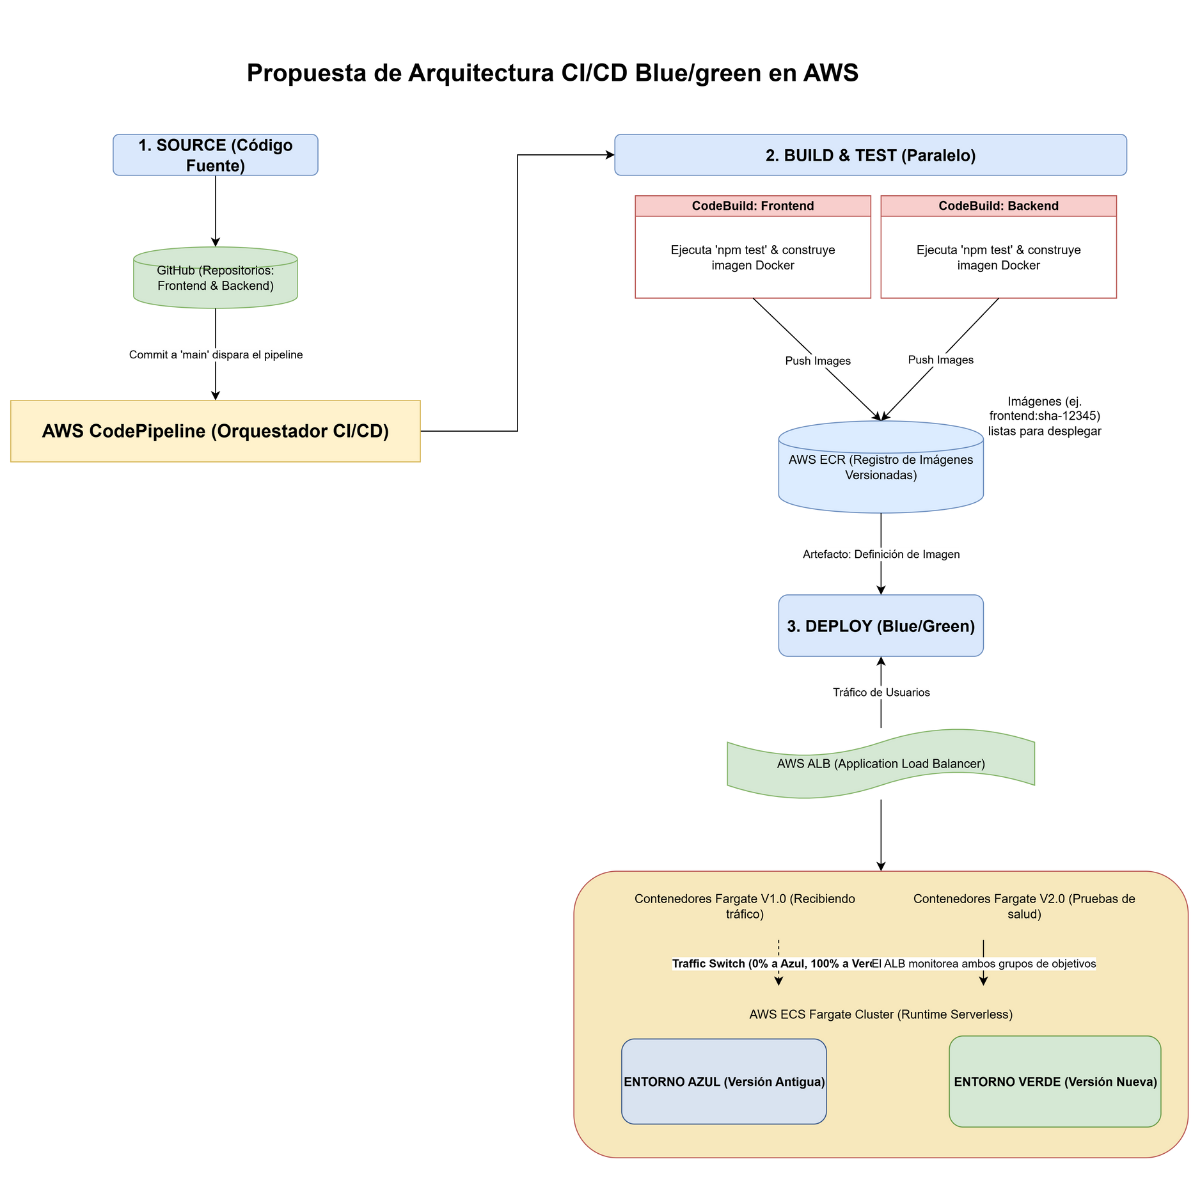 Propuesta de Arquitectura CI/CD Blue/green en AWS
1. SOURCE (Código
Fuente)
GitHub (Repositorios:
Frontend & Backend)
Commit a 'main' dispara el pipeline
AWS CodePipeline (Orquestador CI/CD)
2. BUILD & TEST (Paralelo)
CodeBuild: Frontend
Ejecuta 'npm test' & construye
imagen Docker
CodeBuild: Backend
Ejecuta 'npm test' & construye
imagen Docker
Push Images
Push Images
Imágenes (ej.
frontend:sha-12345)
listas para desplegar
AWS ECR (Registro de Imágenes
Versionadas)
Artefacto: Definición de Imagen
3. DEPLOY (Blue/Green)
Tráfico de Usuarios
AWS ALB (Application Load Balancer)
Contenedores Fargate V1.0 (Recibiendo
tráfico)
Contenedores Fargate V2.0 (Pruebas de
salud)
Traffic Switch (0% a Azul, 100% a
El ALB monitorea ambos grupos de objetivos
AWS ECS Fargate Cluster (Runtime Serverless)
ENTORNO AZUL (Versión Antigua)
ENTORNO VERDE (Versión Nueva)